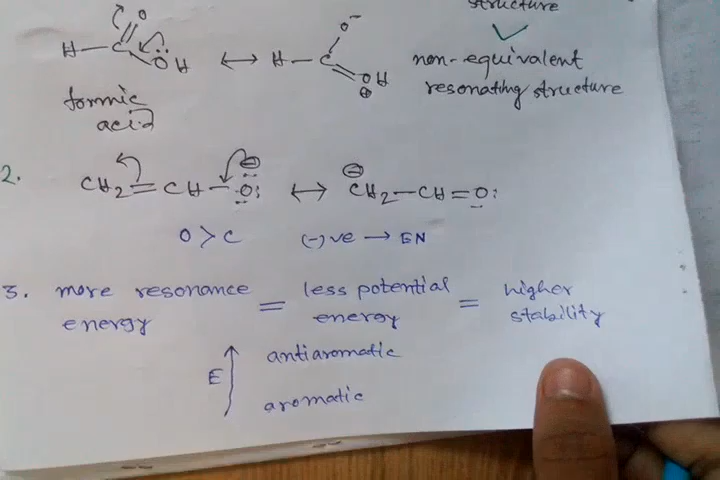 structure
O
H—C—OH ↔ H—C=OH
O⁻
⊕
non-equivalent
resonating structure
formic
acid
2. CH2=CH—O: ⊖ ↔ ⊖ CH2—CH=O:
O > C (-)ve → EN
3. more resonance energy = less potential energy = higher stability
E ↑ antiaromatic
aromatic